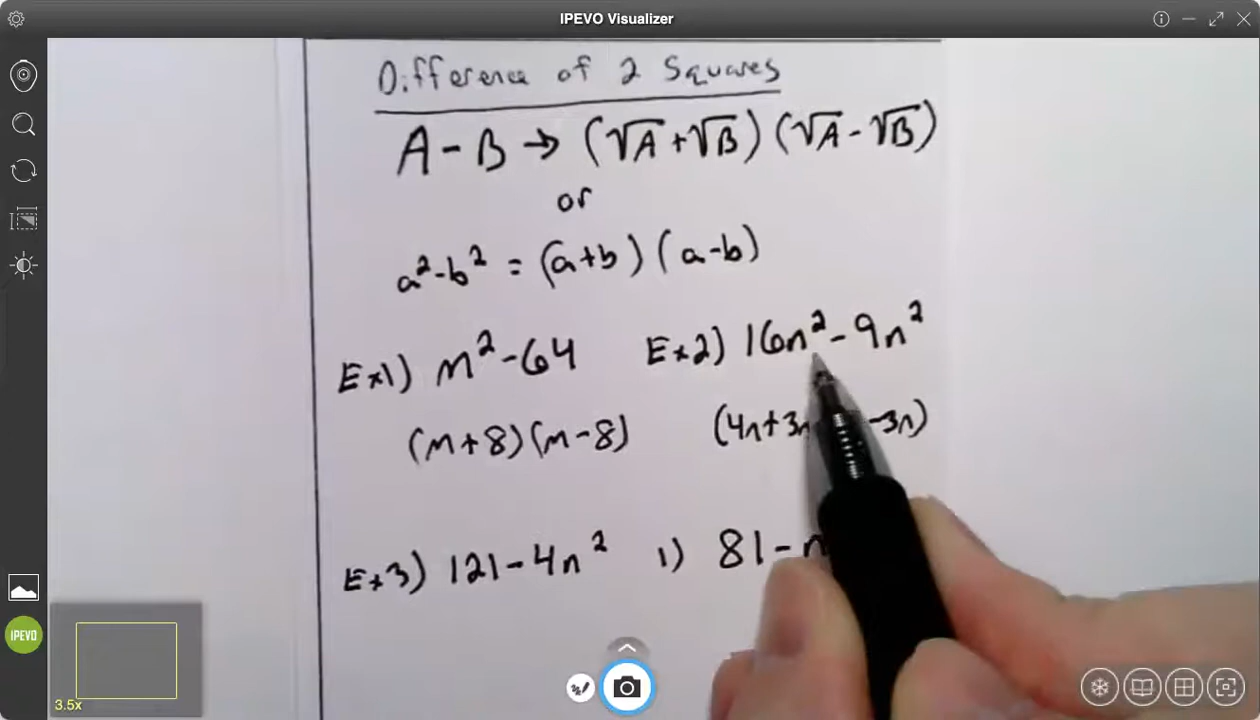 IPEVO Visualizer
Difference of 2 Squares
A - B → (√A + √B) (√A - √B)
or
a² - b² = (a + b) (a - b)
Ex1) m² - 64 Ex2) 16n² - 9n²
(m + 8) (m - 8) (4n + 3n - 3n)
Ex3) 121 - 4n² 1) 81 - n
IPEVO
3.5x